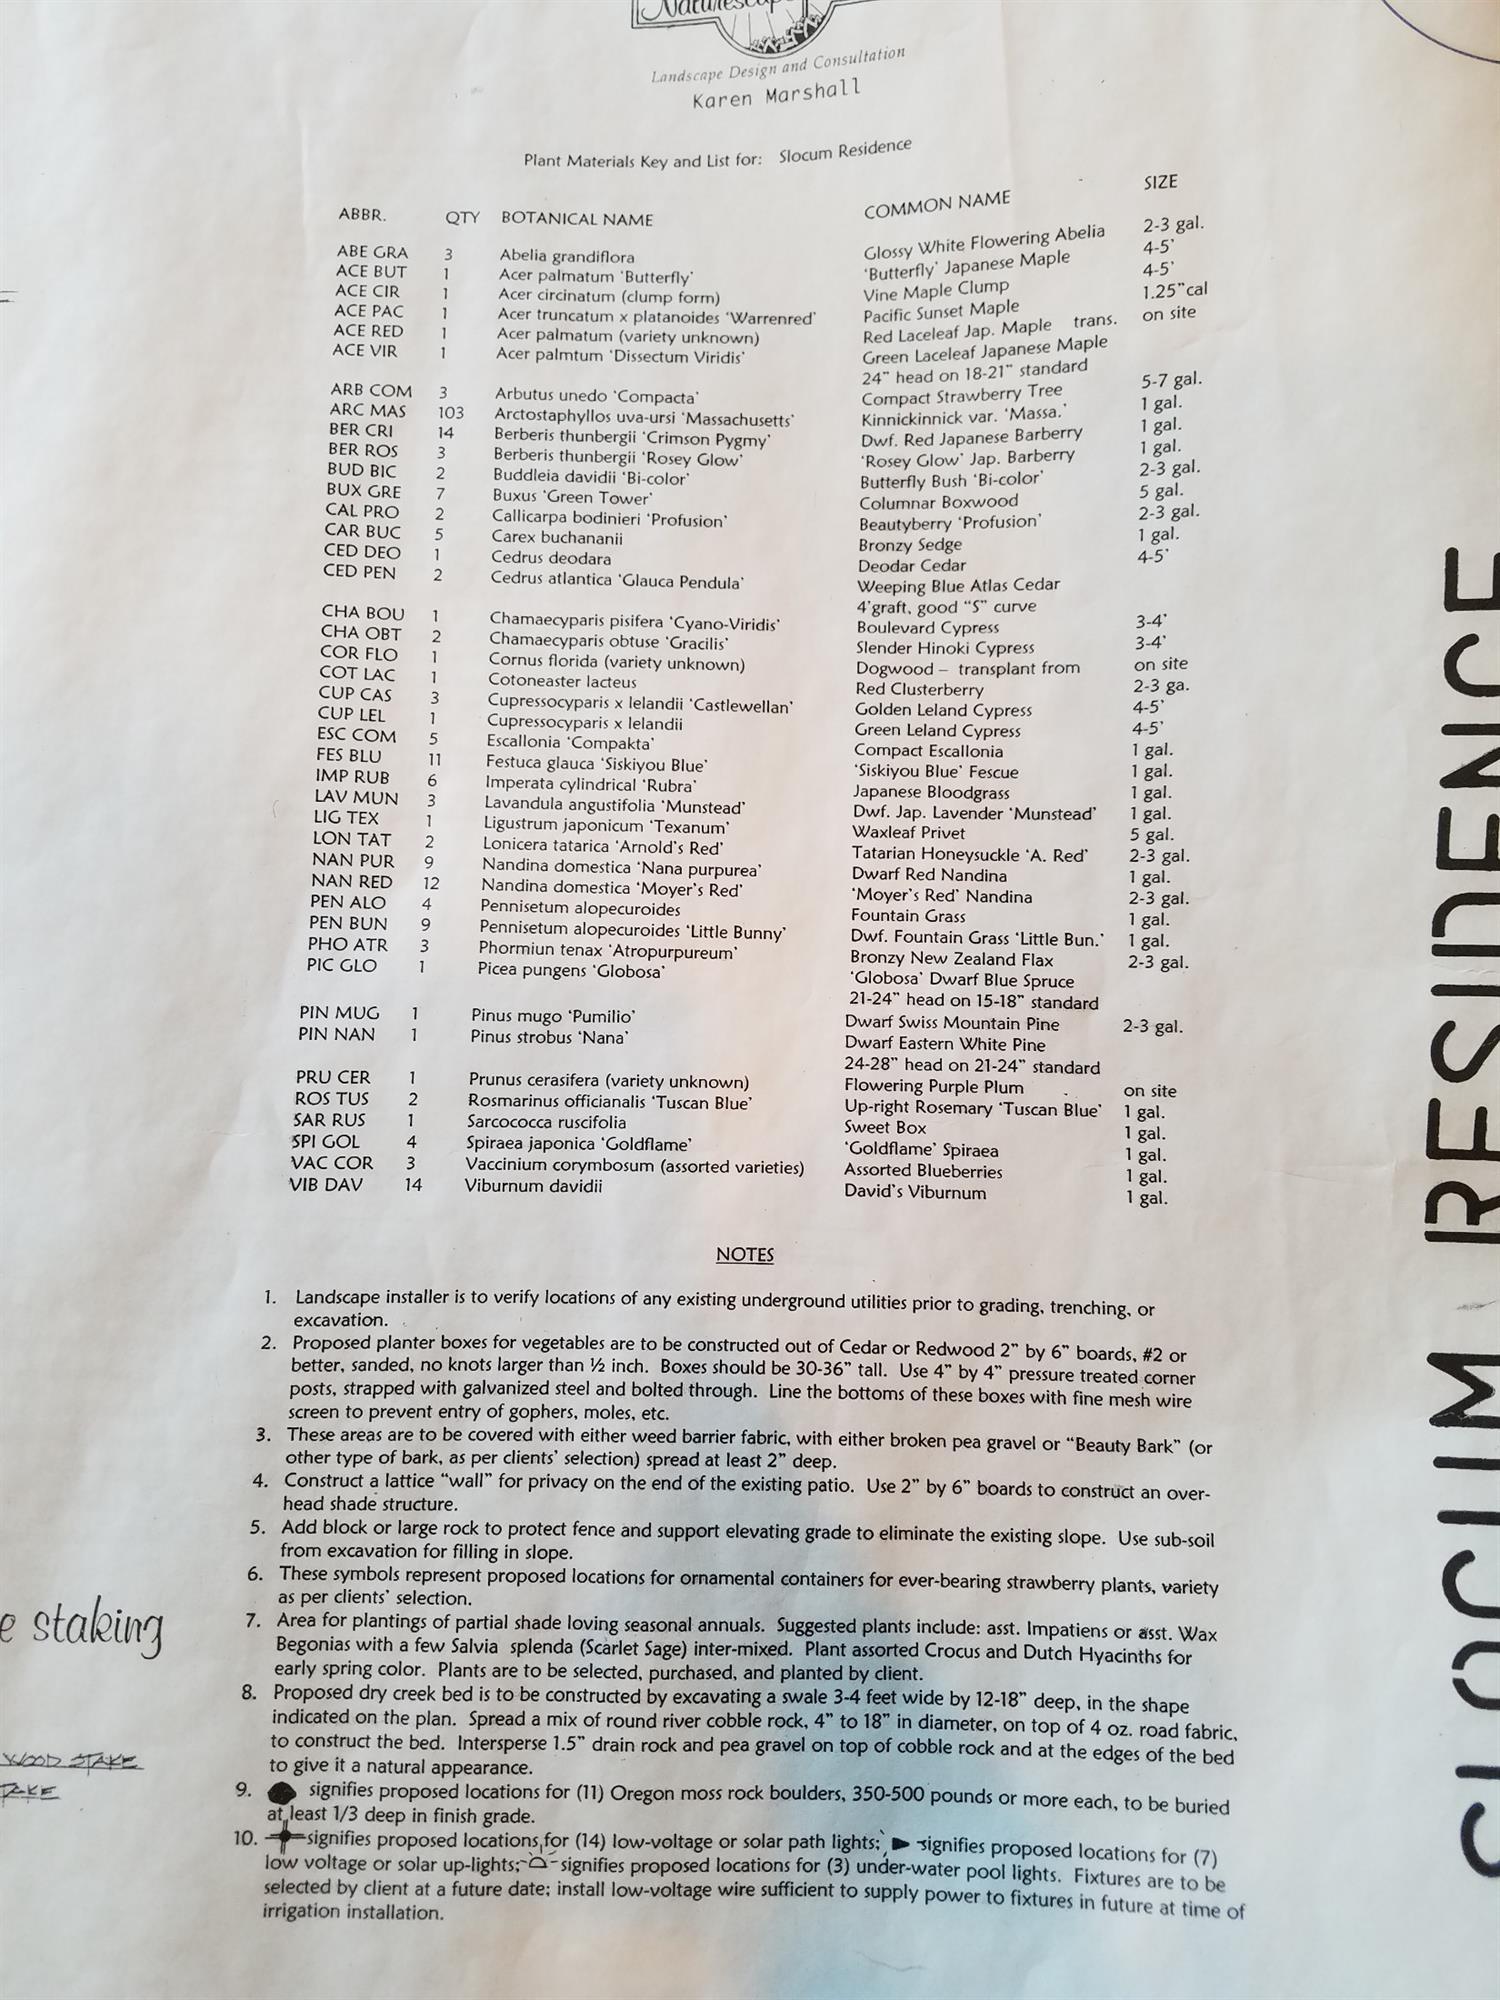 Naturescap
Landscape Design and Consultation
Karen Marshall
Plant Materials Key and List for: Slocum Residence
ABBR. QTY BOTANICAL NAME COMMON NAME SIZE
ABE GRA 3 Abelia grandiflora Glossy White Flowering Abelia 2-3 gal.
ACE BUT 1 Acer palmatum 'Butterfly' 'Butterfly' Japanese Maple 4-5'
ACE CIR 1 Acer circinatum (clump form) Vine Maple Clump 4-5'
ACE PAC 1 Acer truncatum x platanoides 'Warrenred' Pacific Sunset Maple 1.25"cal
ACE RED 1 Acer palmatum (variety unknown) Red Laceleaf Jap. Maple trans. on site
ACE VIR 1 Acer palmtum 'Dissectum Viridis' Green Laceleaf Japanese Maple
24" head on 18-21" standard
ARB COM 3 Arbutus unedo 'Compacta' Compact Strawberry Tree 5-7 gal.
ARC MAS 103 Arctostaphyllos uva-ursi 'Massachusetts' Kinnickinnick var. 'Massa.' 1 gal.
BER CRI 14 Berberis thunbergii 'Crimson Pygmy' Dwf. Red Japanese Barberry 1 gal.
BER ROS 3 Berberis thunbergii 'Rosey Glow' 'Rosey Glow' Jap. Barberry 1 gal.
BUD BIC 2 Buddleia davidii 'Bi-color' Butterfly Bush 'Bi-color' 2-3 gal.
BUX GRE 7 Buxus 'Green Tower' Columnar Boxwood 5 gal.
CAL PRO 2 Callicarpa bodinieri 'Profusion' Beautyberry 'Profusion' 2-3 gal.
CAR BUC 5 Carex buchananii Bronzy Sedge 1 gal.
CED DEO 1 Cedrus deodara Deodar Cedar 4-5'
CED PEN 2 Cedrus atlantica 'Glauca Pendula' Weeping Blue Atlas Cedar
4'graft, good "S" curve
CHA BOU 1 Chamaecyparis pisifera 'Cyano-Viridis' Boulevard Cypress 3-4'
CHA OBT 2 Chamaecyparis obtuse 'Gracilis' Slender Hinoki Cypress 3-4'
COR FLO 1 Cornus florida (variety unknown) Dogwood – transplant from on site
COT LAC 1 Cotoneaster lacteus Red Clusterberry 2-3 ga.
CUP CAS 3 Cupressocyparis x lelandii 'Castlewellan' Golden Leland Cypress 4-5'
CUP LEL 1 Cupressocyparis x lelandii Green Leland Cypress 4-5'
ESC COM 5 Escallonia 'Compakta' Compact Escallonia 1 gal.
FES BLU 11 Festuca glauca 'Siskiyou Blue' 'Siskiyou Blue' Fescue 1 gal.
IMP RUB 6 Imperata cylindrical 'Rubra' Japanese Bloodgrass 1 gal.
LAV MUN 3 Lavandula angustifolia 'Munstead' Dwf. Jap. Lavender 'Munstead' 1 gal.
LIG TEX 1 Ligustrum japonicum 'Texanum' Waxleaf Privet 5 gal.
LON TAT 2 Lonicera tatarica 'Arnold's Red' Tatarian Honeysuckle 'A. Red' 2-3 gal.
NAN PUR 9 Nandina domestica 'Nana purpurea' Dwarf Red Nandina 1 gal.
NAN RED 12 Nandina domestica 'Moyer's Red' 'Moyer's Red' Nandina 2-3 gal.
PEN ALO 4 Pennisetum alopecuroides Fountain Grass 1 gal.
PEN BUN 9 Pennisetum alopecuroides 'Little Bunny' Dwf. Fountain Grass 'Little Bun.' 1 gal.
PHO ATR 3 Phormiun tenax 'Atropurpureum' Bronzy New Zealand Flax 2-3 gal.
PIC GLO 1 Picea pungens 'Globosa' 'Globosa' Dwarf Blue Spruce
21-24" head on 15-18" standard
PIN MUG 1 Pinus mugo 'Pumilio' Dwarf Swiss Mountain Pine 2-3 gal.
PIN NAN 1 Pinus strobus 'Nana' Dwarf Eastern White Pine
24-28" head on 21-24" standard
PRU CER 1 Prunus cerasifera (variety unknown) Flowering Purple Plum on site
ROS TUS 2 Rosmarinus officianalis 'Tuscan Blue' Up-right Rosemary 'Tuscan Blue' 1 gal.
SAR RUS 1 Sarcococca ruscifolia Sweet Box 1 gal.
SPI GOL 4 Spiraea japonica 'Goldflame' 'Goldflame' Spiraea 1 gal.
VAC COR 3 Vaccinium corymbosum (assorted varieties) Assorted Blueberries 1 gal.
VIB DAV 14 Viburnum davidii David's Viburnum 1 gal.
NOTES
1. Landscape installer is to verify locations of any existing underground utilities prior to grading, trenching, or
excavation.
2. Proposed planter boxes for vegetables are to be constructed out of Cedar or Redwood 2" by 6" boards, #2 or
better, sanded, no knots larger than ½ inch. Boxes should be 30-36" tall. Use 4" by 4" pressure treated corner
posts, strapped with galvanized steel and bolted through. Line the bottoms of these boxes with fine mesh wire
screen to prevent entry of gophers, moles, etc.
3. These areas are to be covered with either weed barrier fabric, with either broken pea gravel or "Beauty Bark" (or
other type of bark, as per clients' selection) spread at least 2" deep.
4. Construct a lattice "wall" for privacy on the end of the existing patio. Use 2" by 6" boards to construct an over-
head shade structure.
5. Add block or large rock to protect fence and support elevating grade to eliminate the existing slope. Use sub-soil
from excavation for filling in slope.
6. These symbols represent proposed locations for ornamental containers for ever-bearing strawberry plants, variety
as per clients' selection.
7. Area for plantings of partial shade loving seasonal annuals. Suggested plants include: asst. Impatiens or asst. Wax
Begonias with a few Salvia splenda (Scarlet Sage) inter-mixed. Plant assorted Crocus and Dutch Hyacinths for
early spring color. Plants are to be selected, purchased, and planted by client.
8. Proposed dry creek bed is to be constructed by excavating a swale 3-4 feet wide by 12-18" deep, in the shape
indicated on the plan. Spread a mix of round river cobble rock, 4" to 18" in diameter, on top of 4 oz. road fabric,
to construct the bed. Intersperse 1.5" drain rock and pea gravel on top of cobble rock and at the edges of the bed
to give it a natural appearance.
9. signifies proposed locations for (11) Oregon moss rock boulders, 350-500 pounds or more each, to be buried
at least 1/3 deep in finish grade.
10. signifies proposed locations for (14) low-voltage or solar path lights; signifies proposed locations for (7)
low voltage or solar up-lights; signifies proposed locations for (3) under-water pool lights. Fixtures are to be
selected by client at a future date; install low-voltage wire sufficient to supply power to fixtures in future at time of
irrigation installation.
e staking
WOOD STAKE
TAKE
SLOCUM RESIDENCE